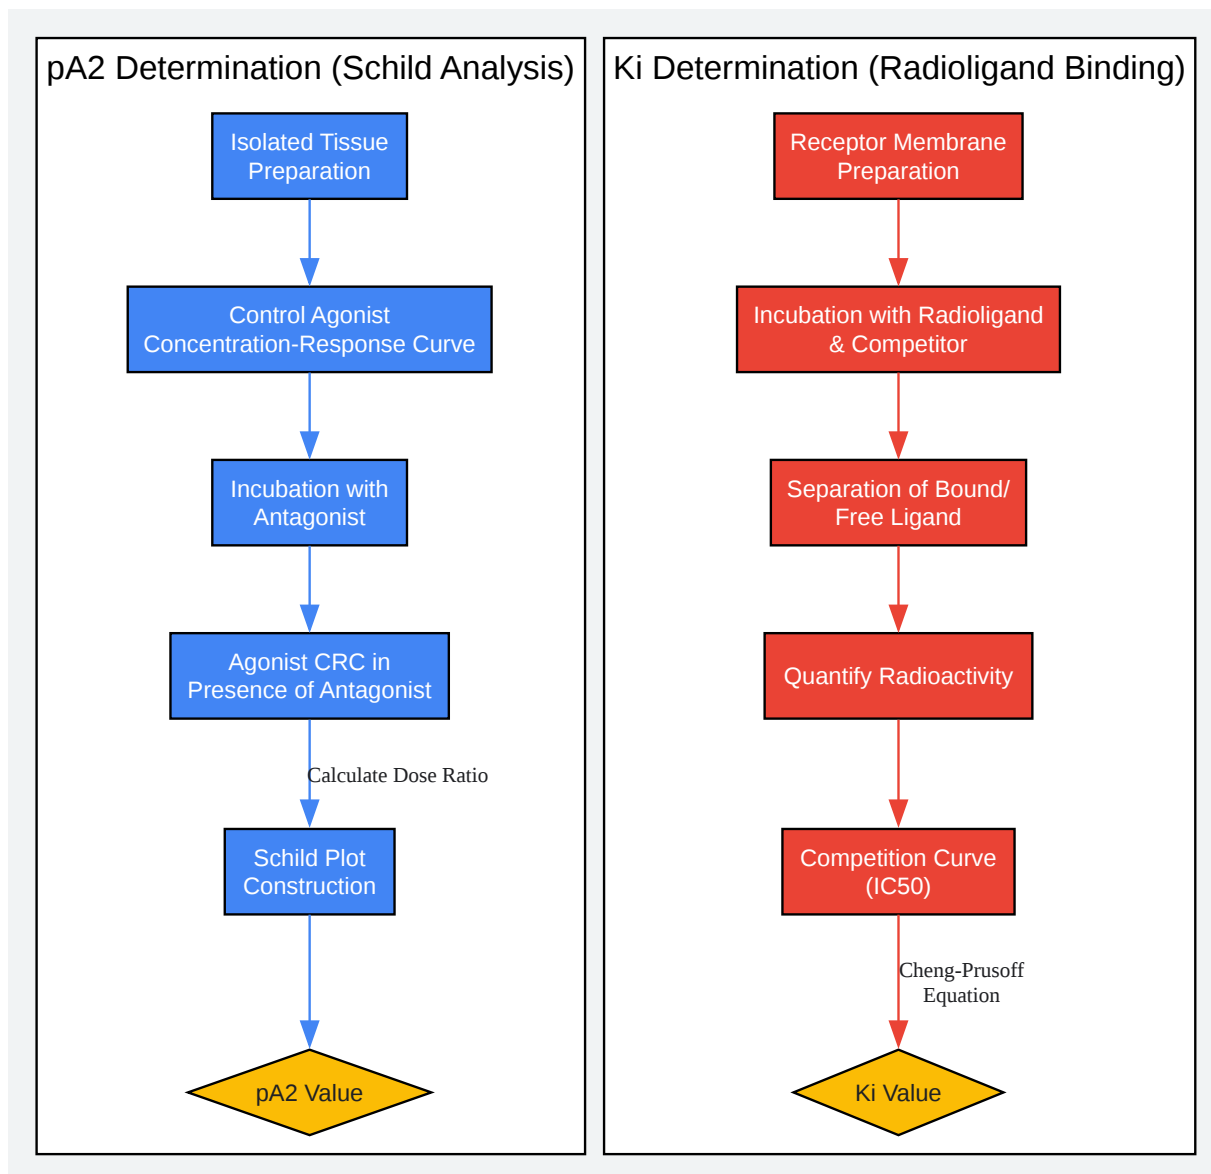 pA2 Determination (Schild Analysis)
Isolated Tissue
Preparation
Control Agonist
Concentration-Response Curve
Incubation with
Antagonist
Agonist CRC in
Presence of Antagonist
Calculate Dose Ratio
Schild Plot
Construction
pA2 Value
Ki Determination (Radioligand Binding)
Receptor Membrane
Preparation
Incubation with Radioligand
& Competitor
Separation of Bound/
Free Ligand
Quantify Radioactivity
Competition Curve
(IC50)
Cheng-Prusoff
Equation
Ki Value